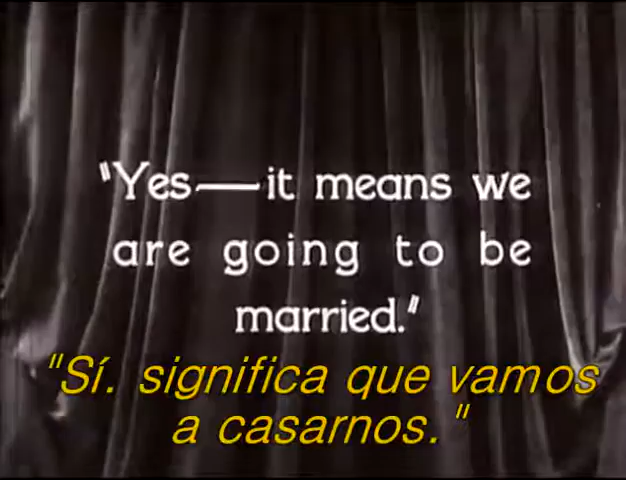 "Yes—it means we
are going to be
married."
"Sí. significa que vamos
a casarnos."